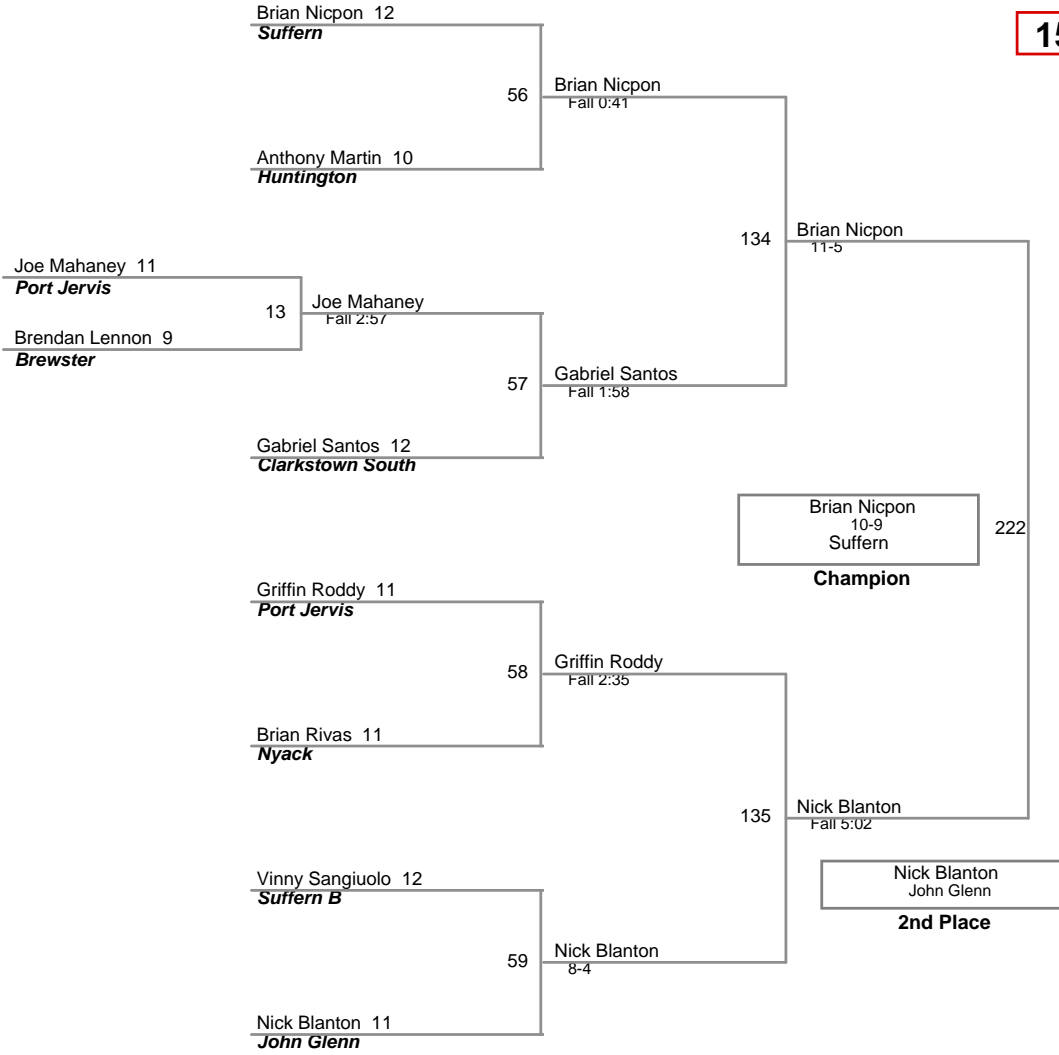 Brian Nicpon 12
Suffern
15
56
Brian Nicpon
Fall 0:41
Anthony Martin 10
Huntington
134
Brian Nicpon
11-5
Joe Mahaney 11
Port Jervis
13
Joe Mahaney
Fall 2:57
Brendan Lennon 9
Brewster
57
Gabriel Santos
Fall 1:58
Gabriel Santos 12
Clarkstown South
Brian Nicpon
10-9
Suffern
222
Champion
Griffin Roddy 11
Port Jervis
58
Griffin Roddy
Fall 2:35
Brian Rivas 11
Nyack
135
Nick Blanton
Fall 5:02
Vinny Sangiuolo 12
Suffern B
Nick Blanton
John Glenn
2nd Place
59
Nick Blanton
8-4
Nick Blanton 11
John Glenn